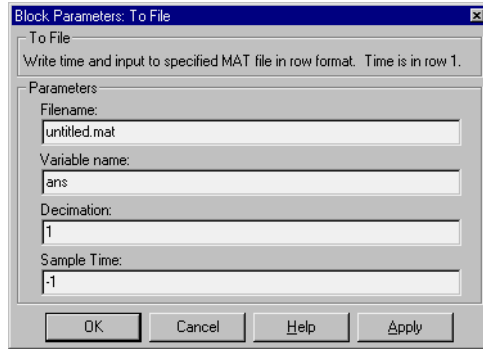 Block Parameters: To File
To File
Write time and input to specified MAT file in row format. Time is in row 1.
Parameters
Filename:
untitled.mat
Variable name:
ans
Decimation:
1
Sample Time:
-1
OK Cancel Help Apply